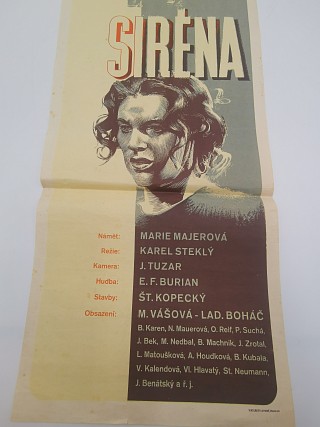 SIRÉNA
Námět: MARIE MAJEROVÁ
Režie: KAREL STEKLÝ
Kamera: J. TUZAR
Hudba: E. F. BURIAN
Stavby: ŠT. KOPECKÝ
Obsazení: M. VÁŠOVÁ - LAD. BOHÁČ
B. Karen, N. Mauerová, O. Reif, P. Suchá,
J. Bek, M. Nedbal, B. Machník, J. Zrotal,
L. Matoušková, A. Houdková, B. Kubala,
V. Kalendová, Vl. Hlavatý, St. Neumann,
J. Benátský a ř. j.